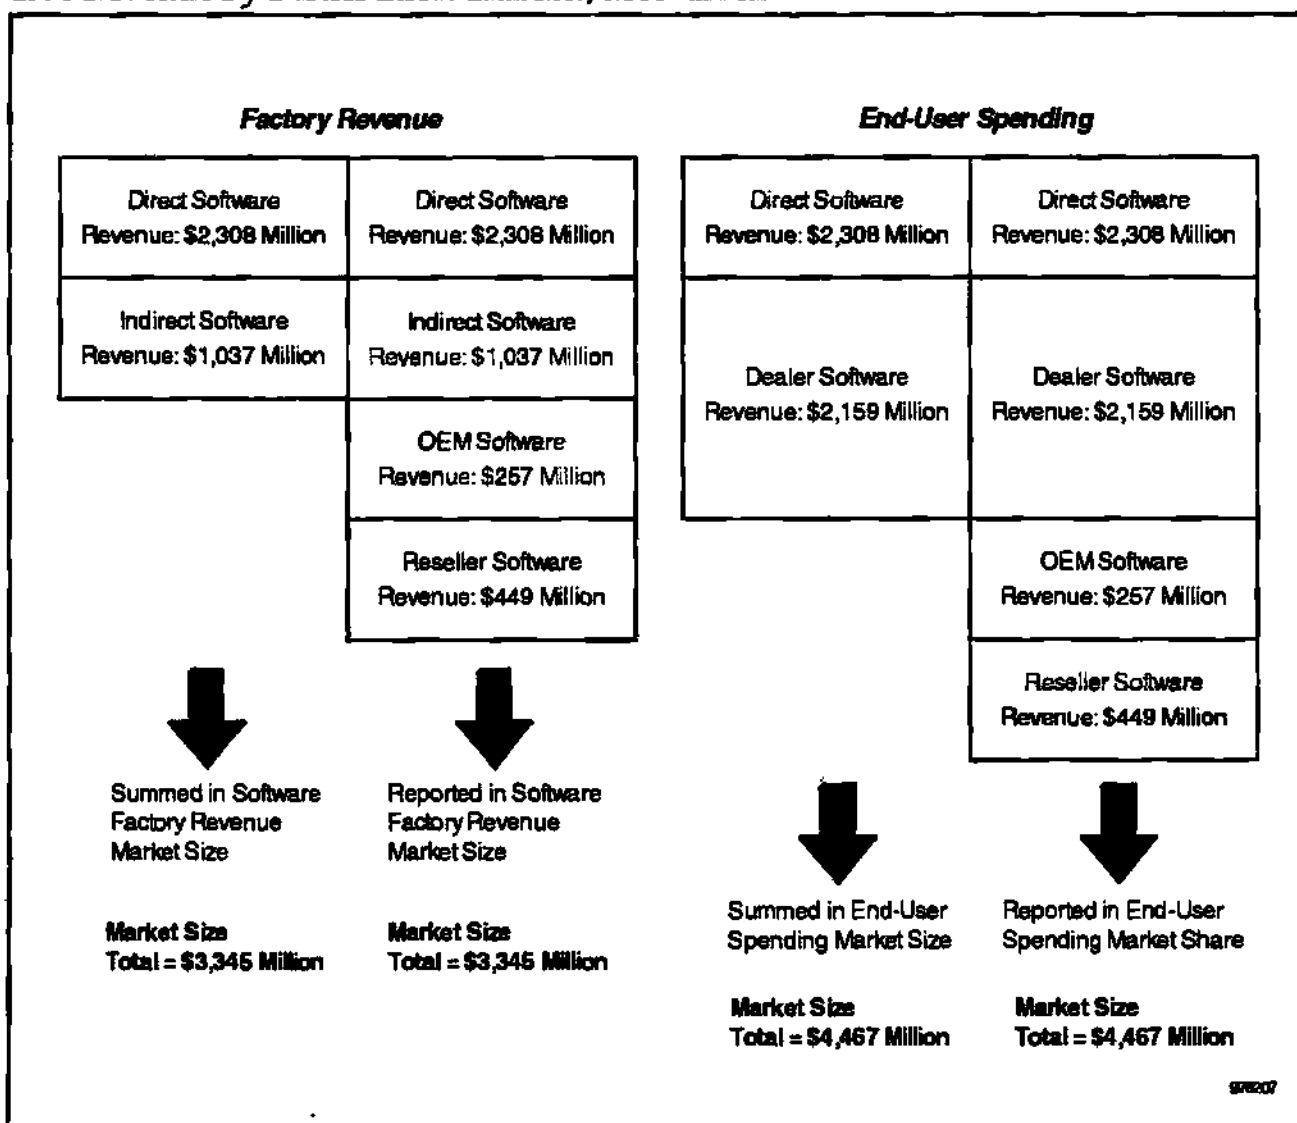 Factory Revenue
End-User Spending
Direct Software
Revenue: $2,308 Million
Direct Software
Revenue: $2,308 Million
Indirect Software
Revenue: $1,037 Million
Indirect Software
Revenue: $1,037 Million
OEM Software
Revenue: $257 Million
Reseller Software
Revenue: $449 Million
Summed in Software
Factory Revenue
Market Size
Market Size
Total = $3,345 Million
Reported in Software
Factory Revenue
Market Size
Market Size
Total = $3,345 Million
Direct Software
Revenue: $2,308 Million
Direct Software
Revenue: $2,308 Million
Dealer Software
Revenue: $2,159 Million
Dealer Software
Revenue: $2,159 Million
OEM Software
Revenue: $257 Million
Reseller Software
Revenue: $449 Million
Summed in End-User
Spending Market Size
Market Size
Total = $4,467 Million
Reported in End-User
Spending Market Share
Market Size
Total = $4,467 Million